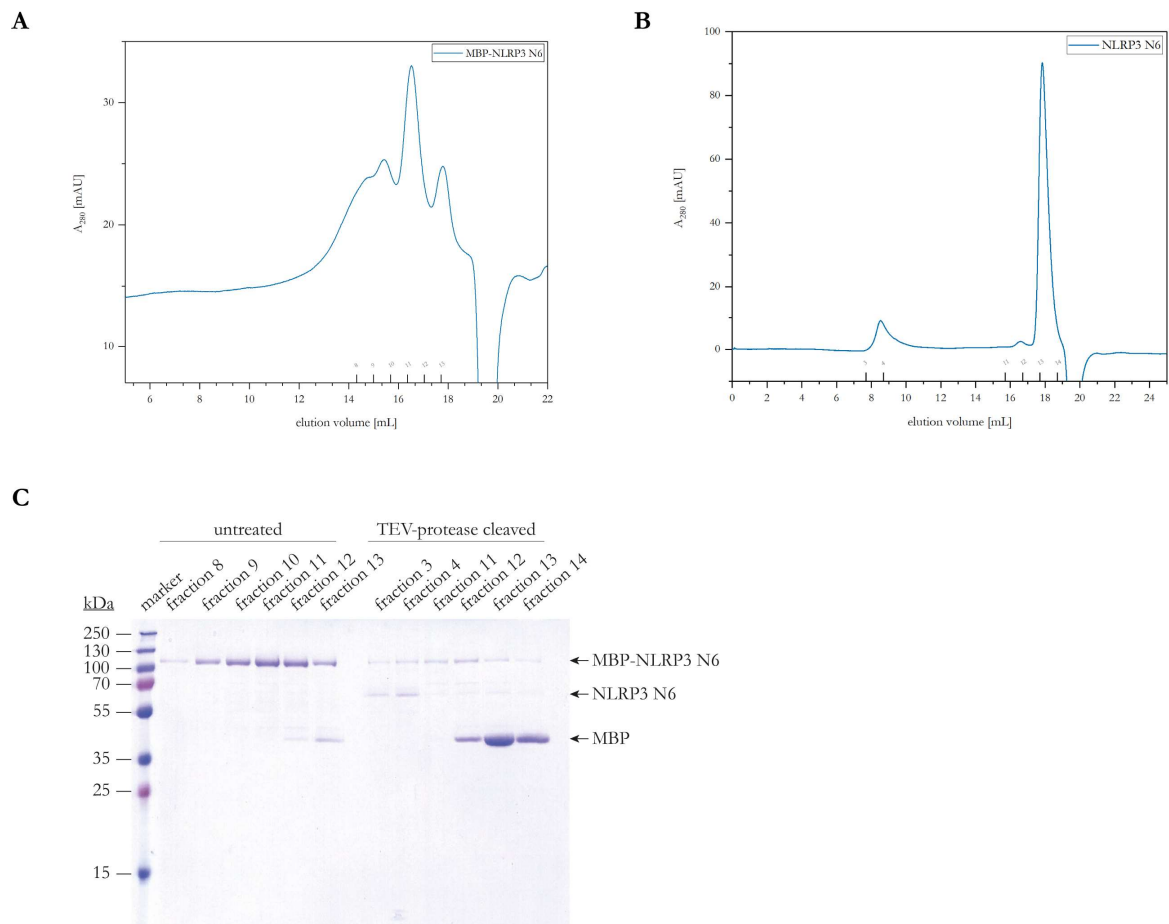 A
MBP-NLRP3 N6
30
20
10
A280 [mAU]
8 9 10 11 12 13
6 8 10 12 14 16 18 20 22
elution volume [mL]
B
NLRP3 N6
100
80
60
40
20
0
A280 [mAU]
3 4 11 12 13 14
0 2 4 6 8 10 12 14 16 18 20 22 24
elution volume [mL]
C
untreated
TEV-protease cleaved
kDa
marker
fraction 8
fraction 9
fraction 10
fraction 11
fraction 12
fraction 13
fraction 3
fraction 4
fraction 11
fraction 12
fraction 13
fraction 14
250
130
100
70
55
35
25
15
MBP-NLRP3 N6
NLRP3 N6
MBP